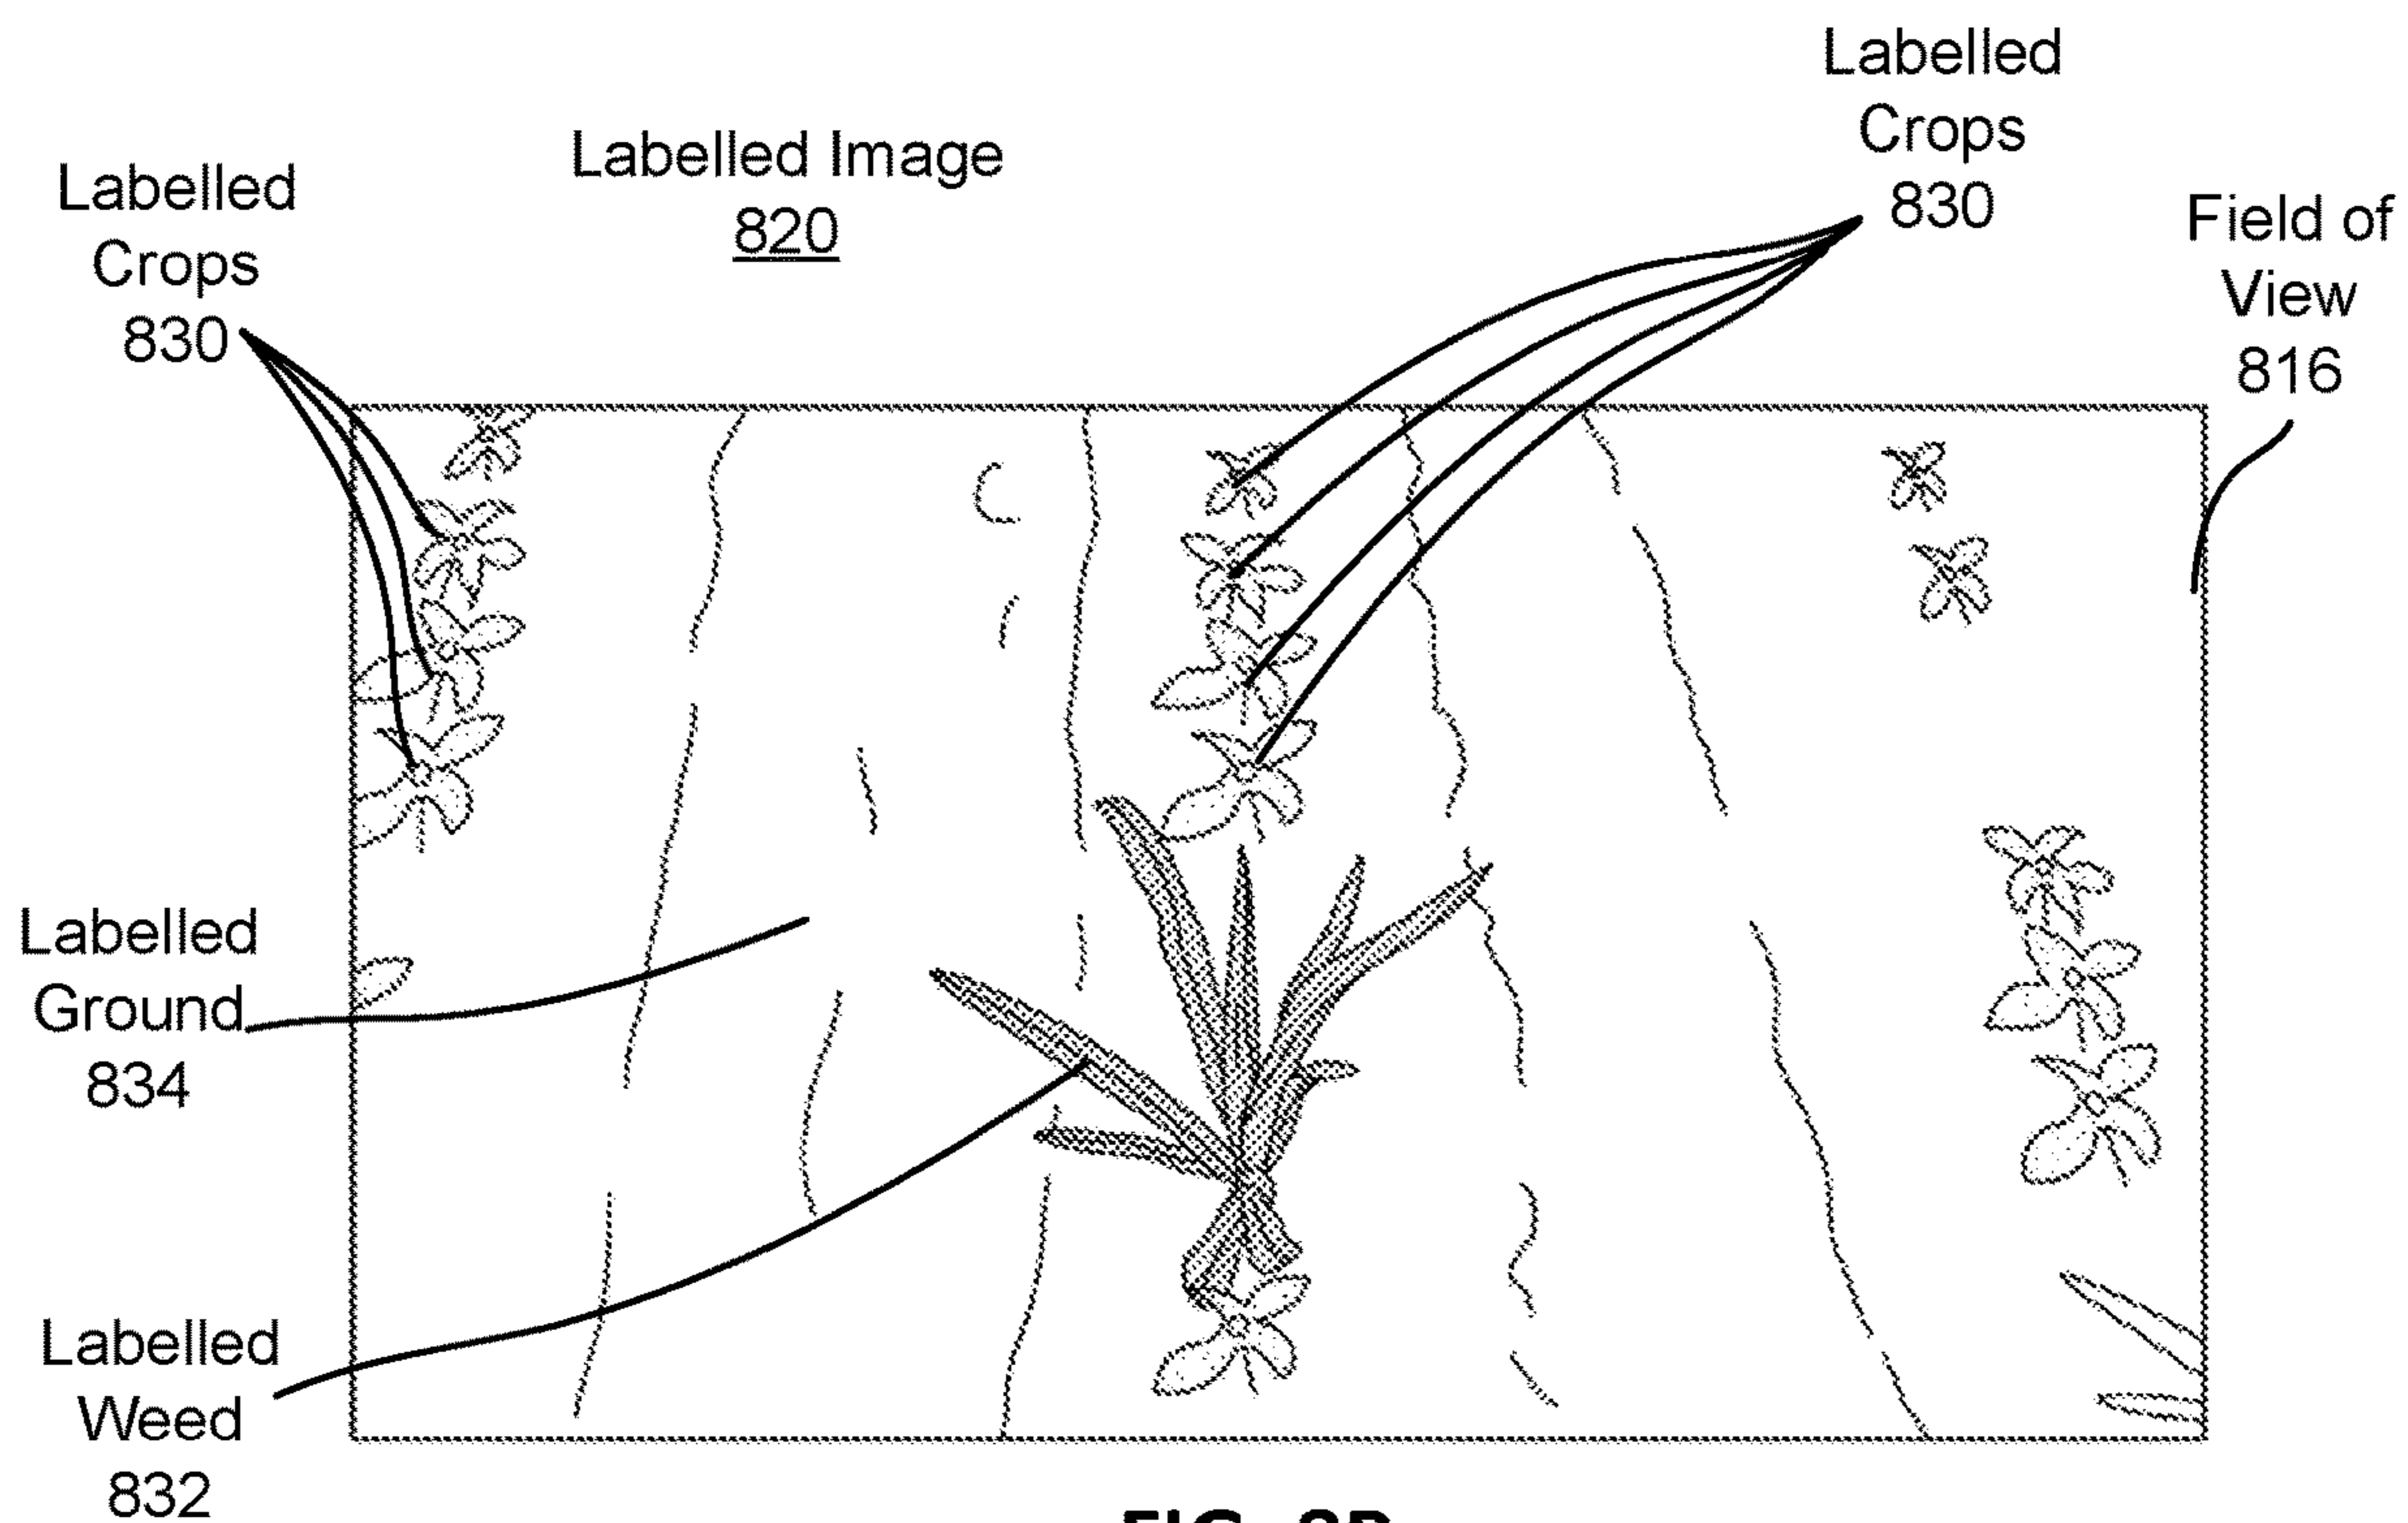 Labelled
Crops
830
Labelled Image
820
Labelled
Crops
830
Field of
View
816
Labelled
Ground
834
Labelled
Weed
832